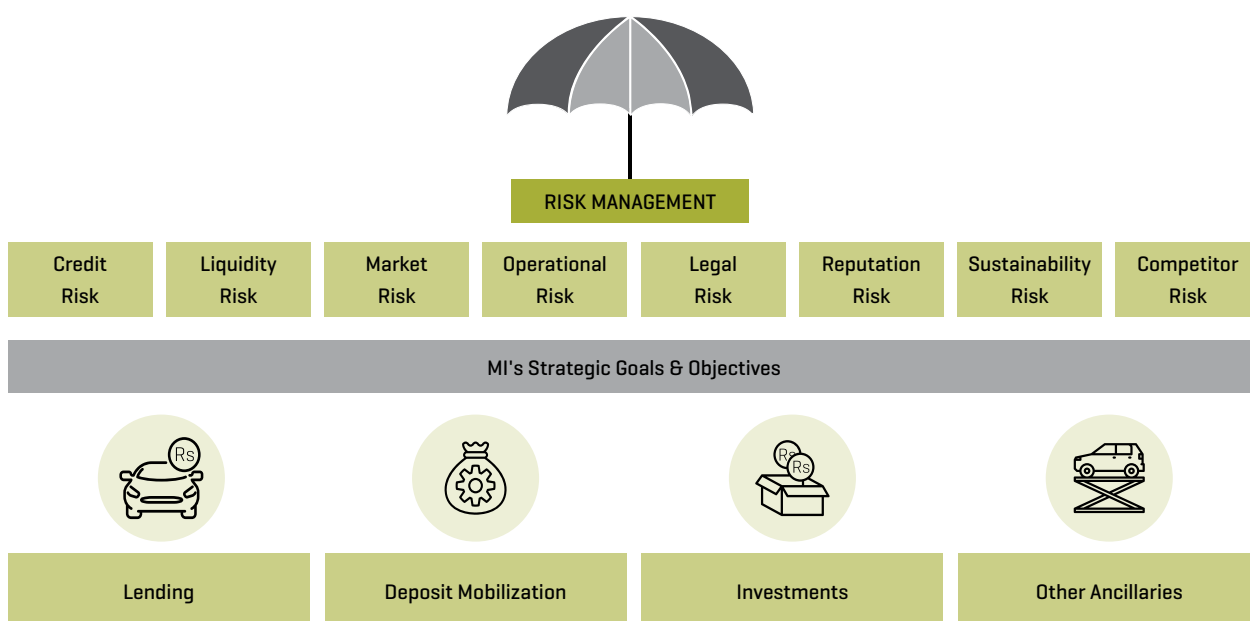 RISK MANAGEMENT
Credit
Risk
Liquidity
Risk
Market
Risk
Operational
Risk
Legal
Risk
Reputation
Risk
Sustainability
Risk
Competitor
Risk
MI's Strategic Goals & Objectives
Rs
Rs
Rs
Lending
Deposit Mobilization
Investments
Other Ancillaries